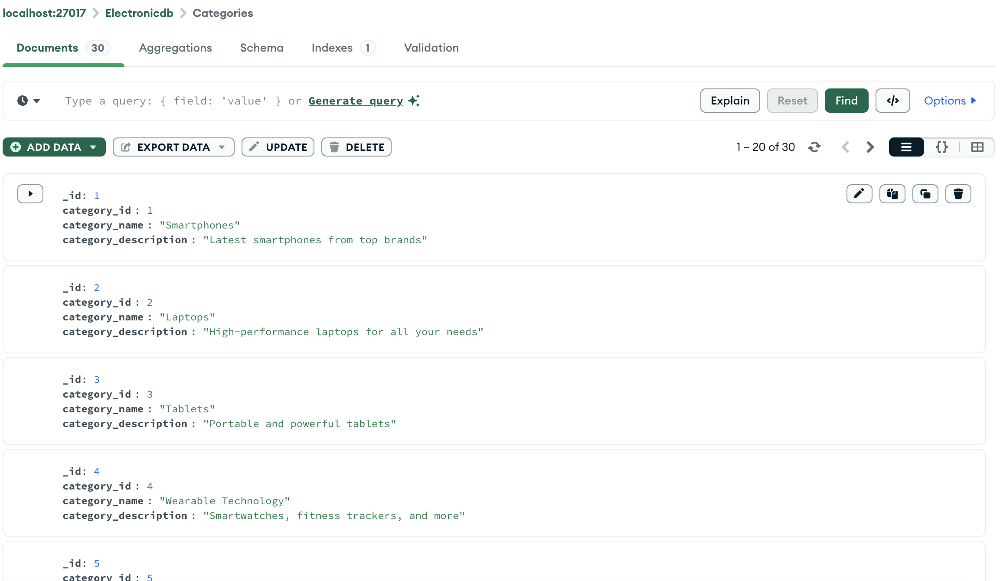 localhost:27017 > Electronicdb > Categories
Documents 30 Aggregations Schema Indexes 1 Validation
Type a query: { field: 'value' } or Generate query Explain Reset Find </> Options
ADD DATA EXPORT DATA UPDATE DELETE 1 – 20 of 30 {}
_id: 1
category_id : 1
category_name : "Smartphones"
category_description : "Latest smartphones from top brands"
_id: 2
category_id : 2
category_name : "Laptops"
category_description : "High-performance laptops for all your needs"
_id: 3
category_id : 3
category_name : "Tablets"
category_description : "Portable and powerful tablets"
_id: 4
category_id : 4
category_name : "Wearable Technology"
category_description : "Smartwatches, fitness trackers, and more"
_id: 5
category_id : 5